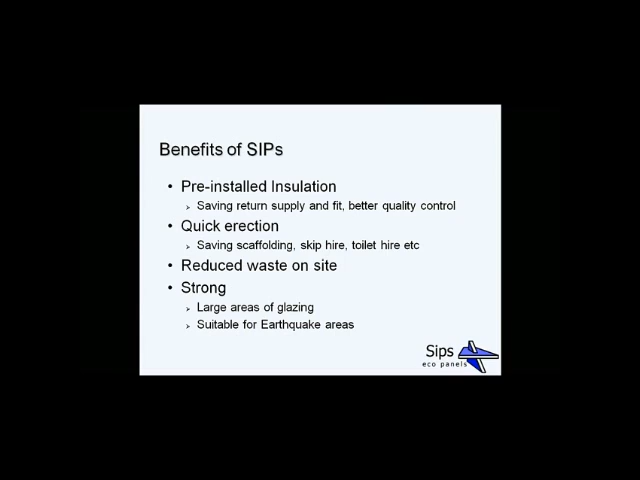 Benefits of SIPs
• Pre-installed Insulation
➢ Saving return supply and fit, better quality control
• Quick erection
➢ Saving scaffolding, skip hire, toilet hire etc
• Reduced waste on site
• Strong
➢ Large areas of glazing
➢ Suitable for Earthquake areas
Sips
eco panels